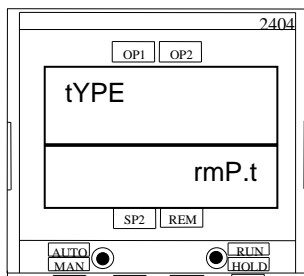 2404
OP1 OP2
tYPE
rmP.t
SP2 REM
AUTO RUN
MAN HOLD